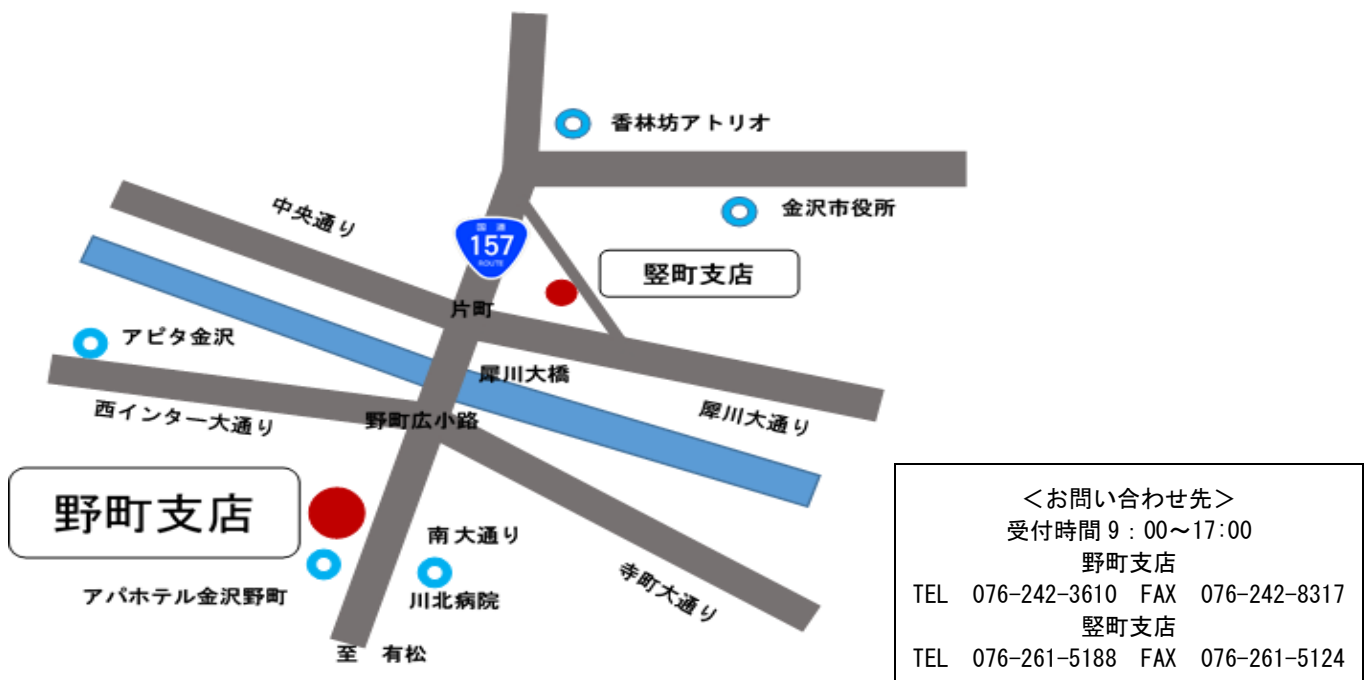 香林坊アトリオ
金沢市役所
中央通り
国道
157
ROUTE
竪町支店
片町
アピタ金沢
犀川大橋
西インター大通り
野町広小路
犀川大通り
野町支店
南大通り
アパホテル金沢野町
川北病院
寺町大通り
至 有松
＜お問い合わせ先＞
受付時間 9：00～17:00
野町支店
TEL 076-242-3610 FAX 076-242-8317
竪町支店
TEL 076-261-5188 FAX 076-261-5124